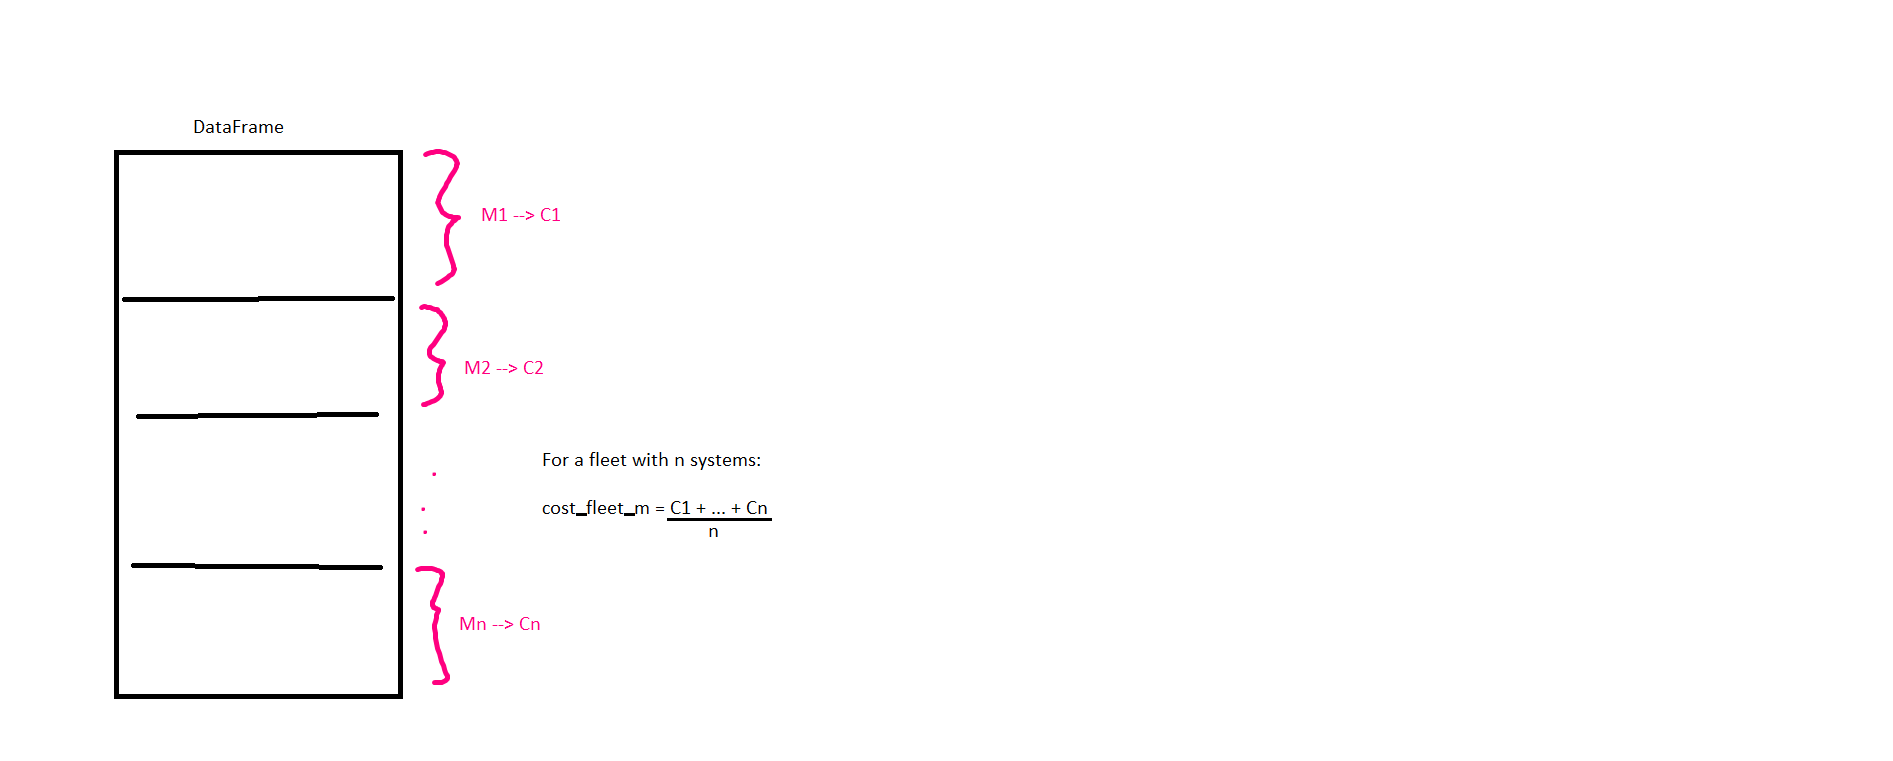 DataFrame
M1 --> C1
M2 --> C2
For a fleet with n systems:
cost_fleet_m = C1 + ... + Cn
n
Mn --> Cn